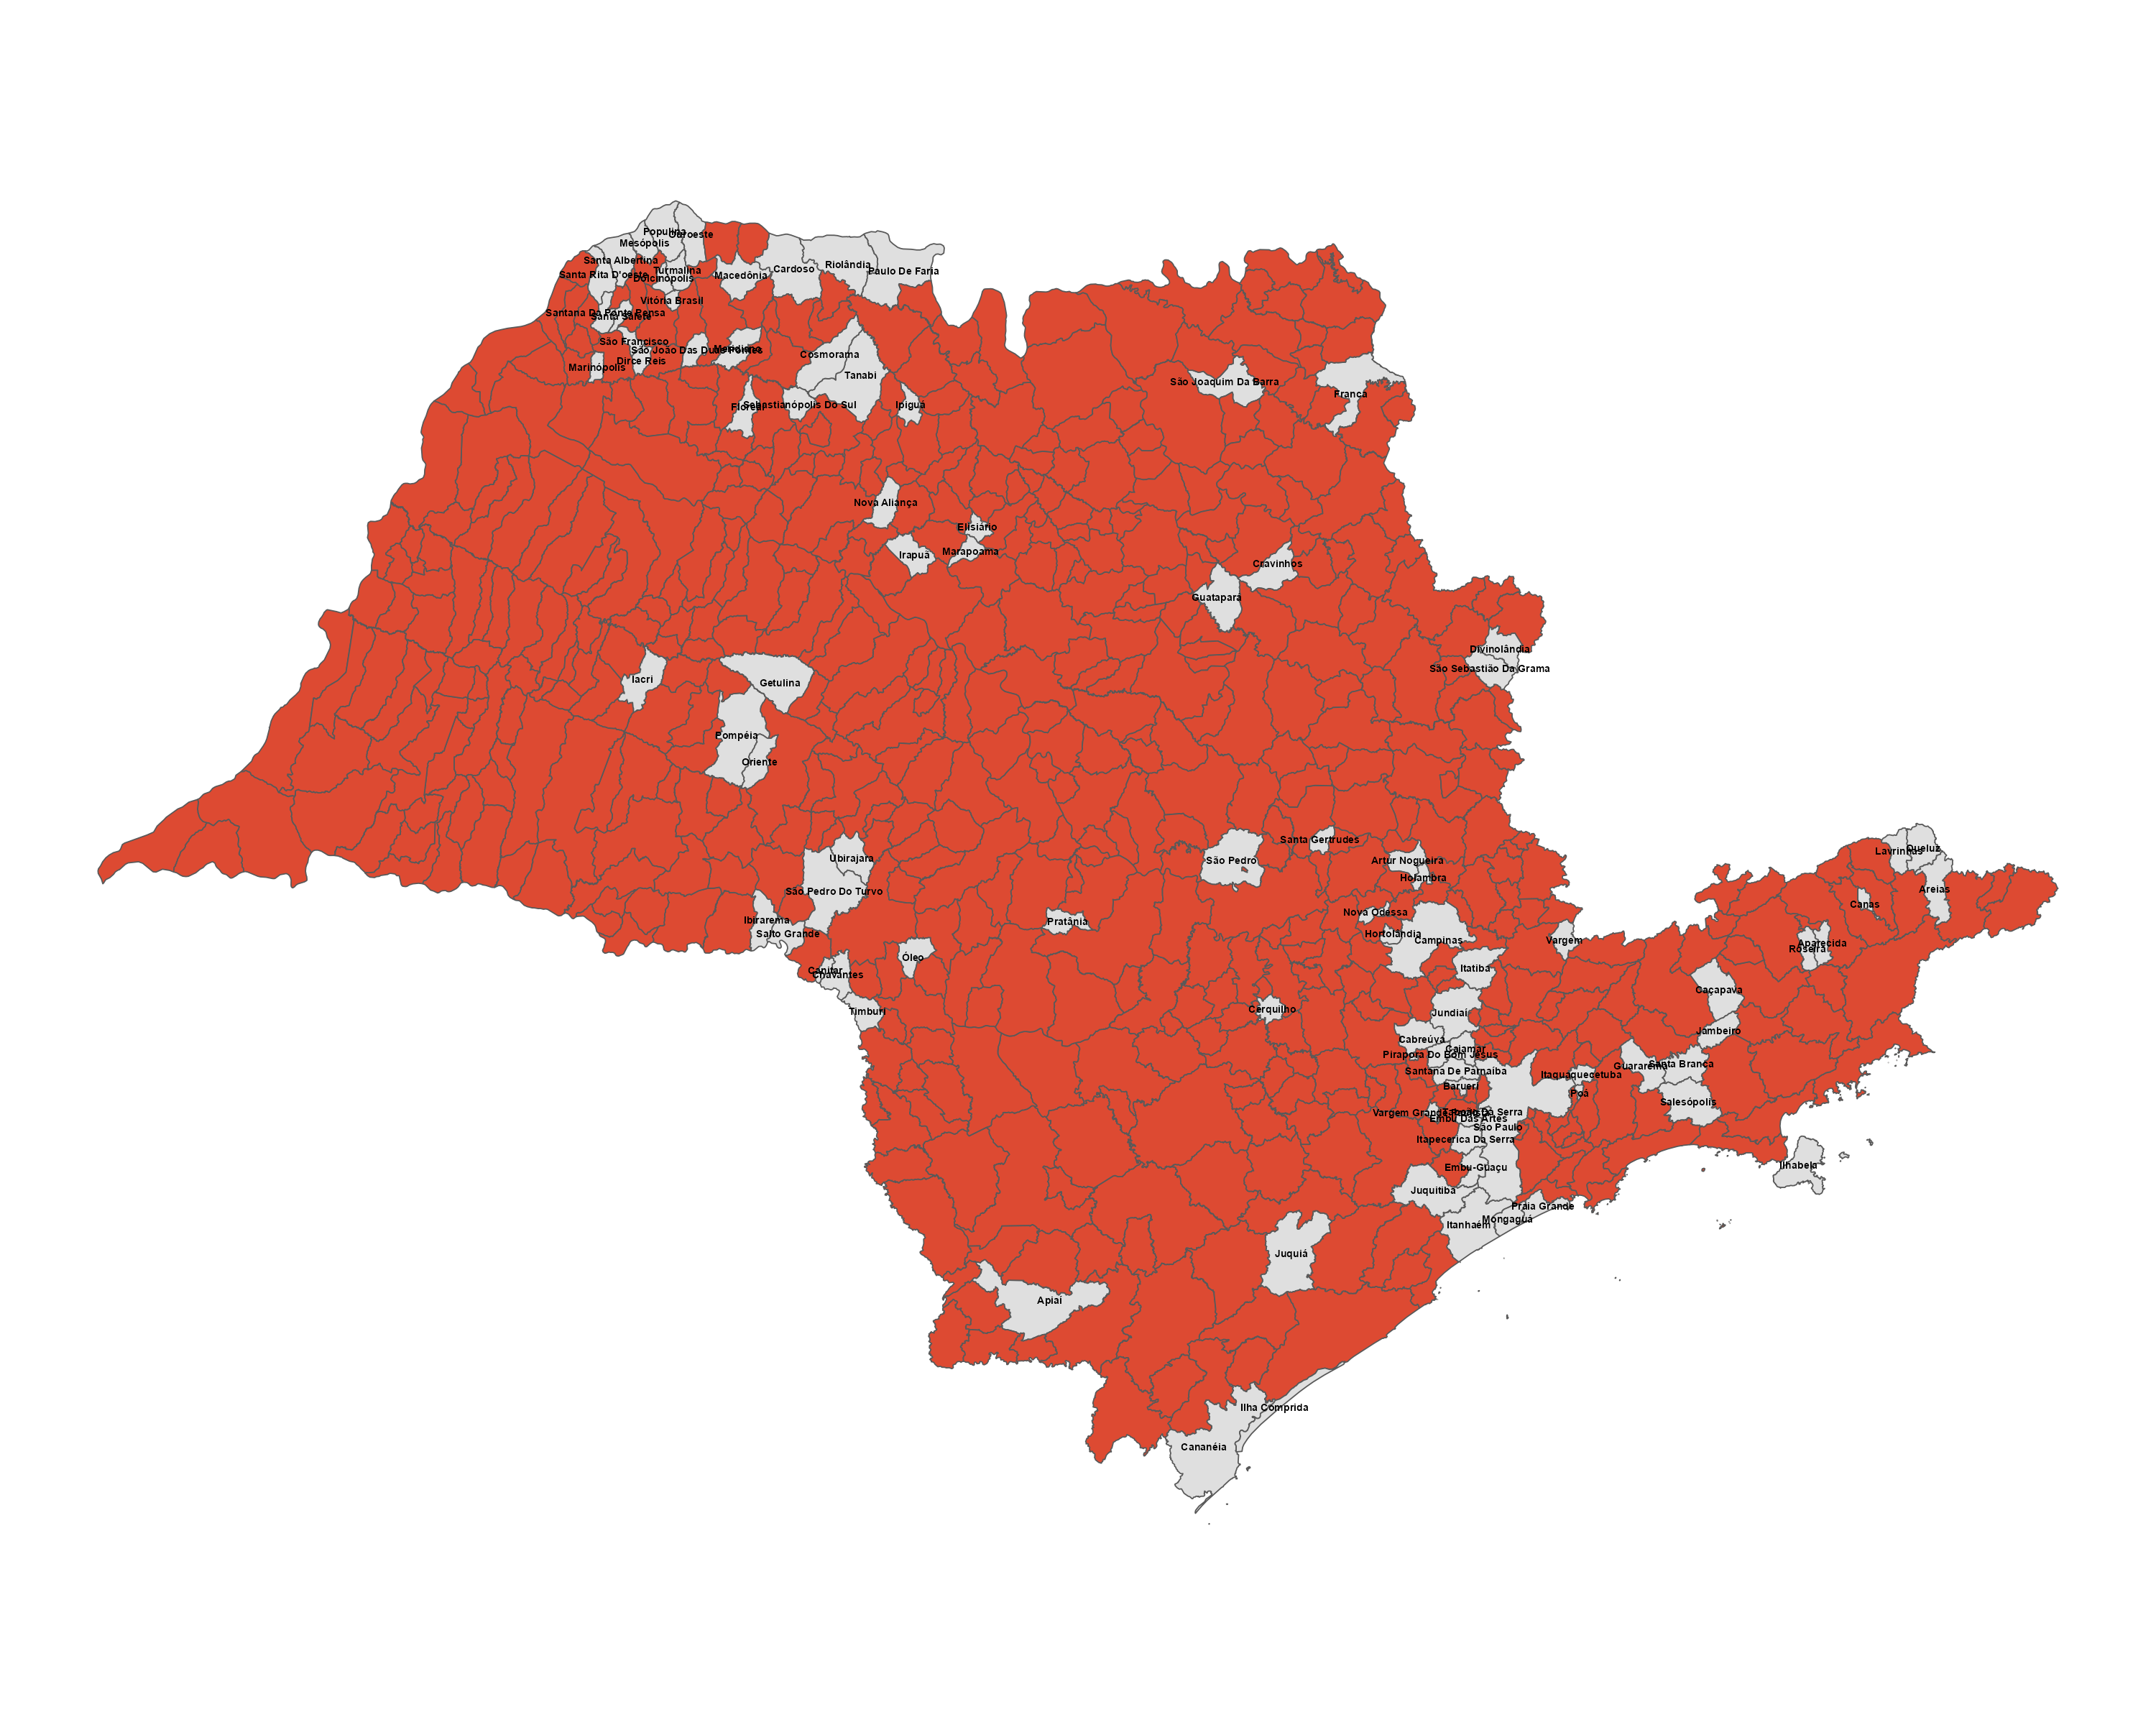 Populina
Ouroeste
Mesópolis
Santa Albertina
Turmalina
Santa Rita D'oeste
Dolcinópolis
Macedônia
Cardoso
Riolândia
Paulo De Faria
Vitória Brasil
Santana Da Ponte Pensa
Santa Salete
São Francisco
São João Das Duas Pontes
Meridiano
Dirce Reis
Marinópolis
Cosmorama
Tanabi
São Joaquim Da Barra
Franca
Floreal
Sebastianópolis Do Sul
Ipiguá
Nova Aliança
Elisiário
Marapoama
Irapuã
Cravinhos
Guatapará
Divinolândia
São Sebastião Da Grama
Iacri
Getulina
Pompéia
Oriente
Santa Gertrudes
São Pedro
Artur Nogueira
Holambra
Lavrinhas
Queluz
Areias
Canas
Ubirajara
São Pedro Do Turvo
Ibirarema
Salto Grande
Pratânia
Nova Odessa
Hortolândia
Campinas
Vargem
Aparecida
Roseira
Óleo
Canitar
Chavantes
Itatiba
Caçapava
Timburi
Cerquilho
Jundiaí
Jambeiro
Cabreúva
Cajamar
Pirapora Do Bom Jesus
Santana De Parnaíba
Guararema
Santa Branca
Itaquaquecetuba
Barueri
Poá
Salesópolis
Vargem Grande Paulista
Taboão Da Serra
Embu Das Artes
São Paulo
Itapecerica Da Serra
Embu-Guaçu
Ilhabela
Juquitiba
Praia Grande
Mongaguá
Itanhaém
Juquiá
Apiaí
Ilha Comprida
Cananéia